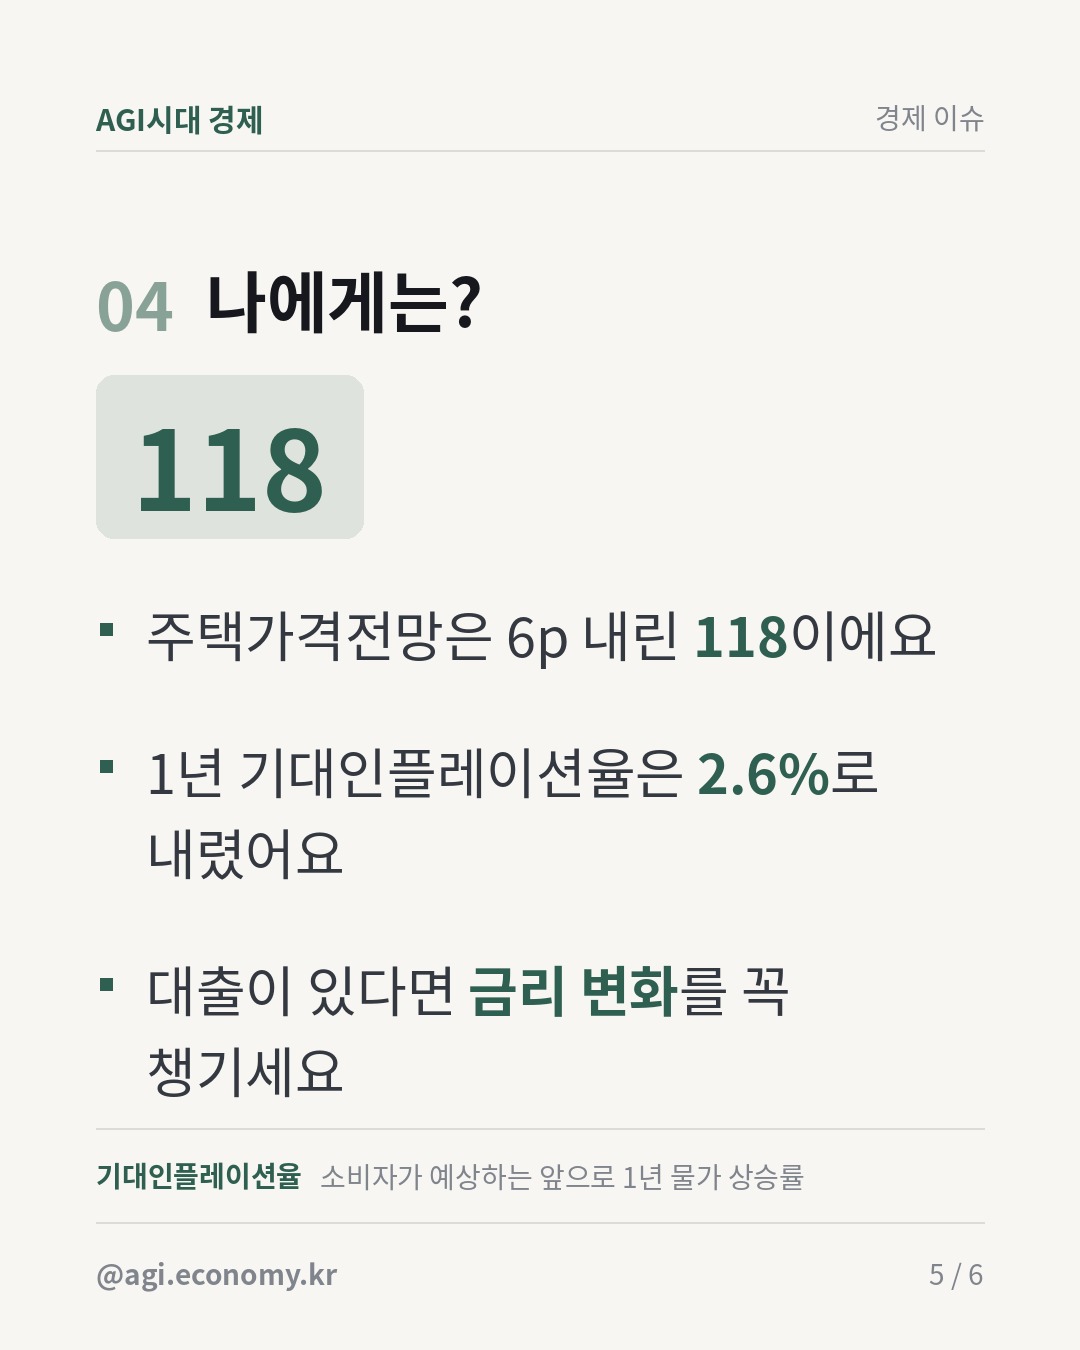 AGI시대 경제
경제 이슈
04 나에게는?
118
주택가격전망은 6p 내린 118이에요
1년 기대인플레이션율은 2.6%로
내렸어요
대출이 있다면 금리 변화를 꼭
챙기세요
기대인플레이션율 소비자가 예상하는 앞으로 1년 물가 상승률
@agi.economy.kr
5 / 6